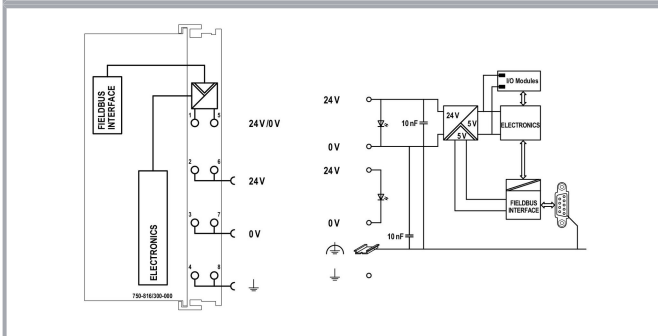 FIELDBUS
INTERFACE
ELECTRONICS
1
5
24 V /0 V
2
6
24 V
3
7
0 V
4
8
750-816/300-000
24 V
10 nF
0 V
24 V
0 V
10 nF
24 V
5 V
5 V
I/O Modules
ELECTRONICS
FIELDBUS
INTERFACE